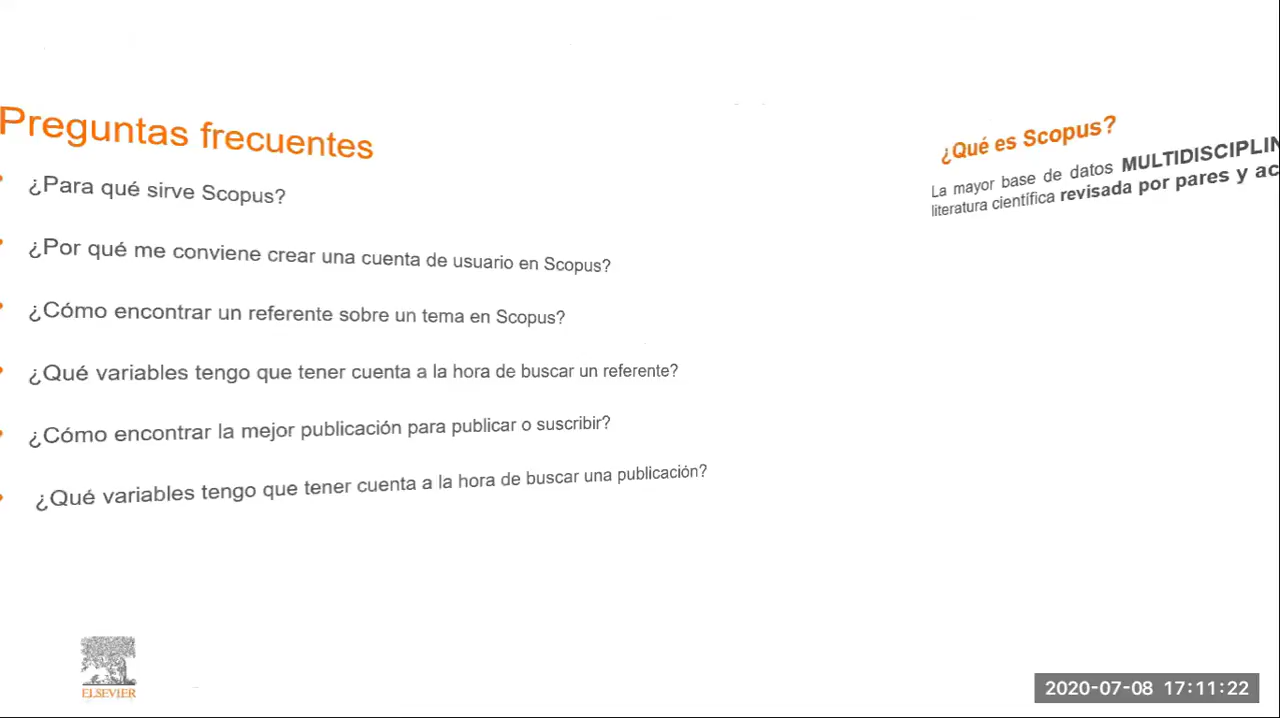 Preguntas frecuentes
¿Para qué sirve Scopus?
¿Por qué me conviene crear una cuenta de usuario en Scopus?
¿Cómo encontrar un referente sobre un tema en Scopus?
¿Qué variables tengo que tener cuenta a la hora de buscar un referente?
¿Cómo encontrar la mejor publicación para publicar o suscribir?
¿Qué variables tengo que tener cuenta a la hora de buscar una publicación?
¿Qué es Scopus?
La mayor base de datos
literatura científica revisada por pares y
ELSEVIER
2020-07-08 17:11:22